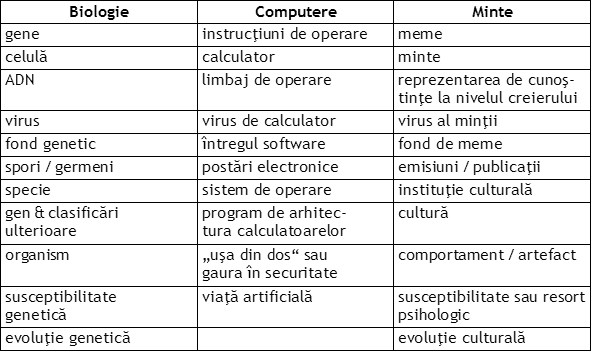 Biologie Computere Minte
gene instrucţiuni de operare meme
celulă calculator minte
ADN limbaj de operare reprezentarea de cunoş-
tinţe la nivelul creierului
virus virus de calculator virus al minţii
fond genetic întregul software fond de meme
spori / germeni postări electronice emisiuni / publicaţii
specie sistem de operare instituţie culturală
gen & clasificări program de arhitec- cultură
ulterioare tura calculatoarelor
organism „uşa din dos“ sau comportament / artefact
gaura în securitate
susceptibilitate viaţă artificială susceptibilitate sau resort
genetică psihologic
evoluţie genetică evoluţie culturală